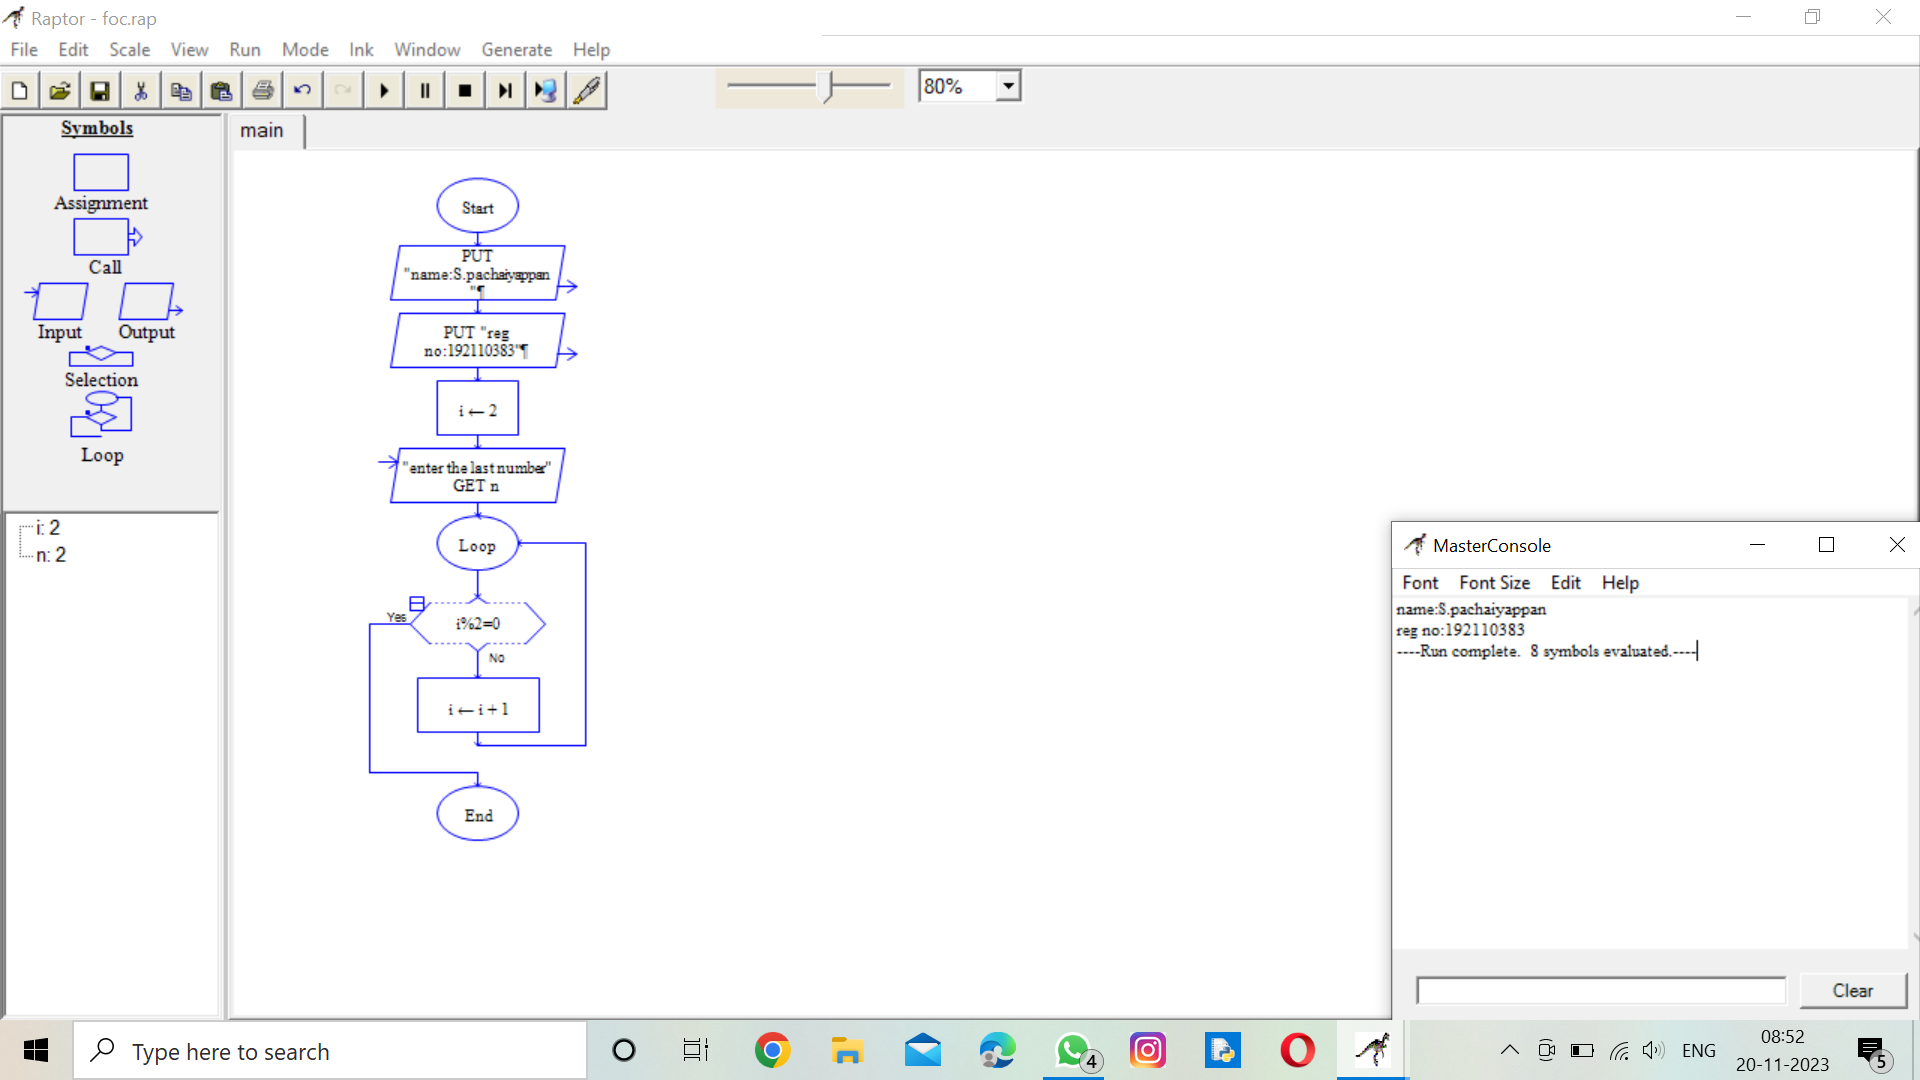 Raptor - foc.rap
File Edit Scale View Run Mode Ink Window Generate Help
80%
Symbols
Assignment
Call
Input Output
Selection
Loop
i: 2
n: 2
main
Start
PUT
"name:S.pachaiyappan
"¶
PUT "reg
no:192110383"¶
i ← 2
"enter the last number"
GET n
Loop
Yes
i%2=0
No
i ← i + 1
End
MasterConsole
Font Font Size Edit Help
name:S.pachaiyappan
reg no:192110383
----Run complete.  8 symbols evaluated.----
Clear
Type here to search
4
ENG
08:52
20-11-2023
5